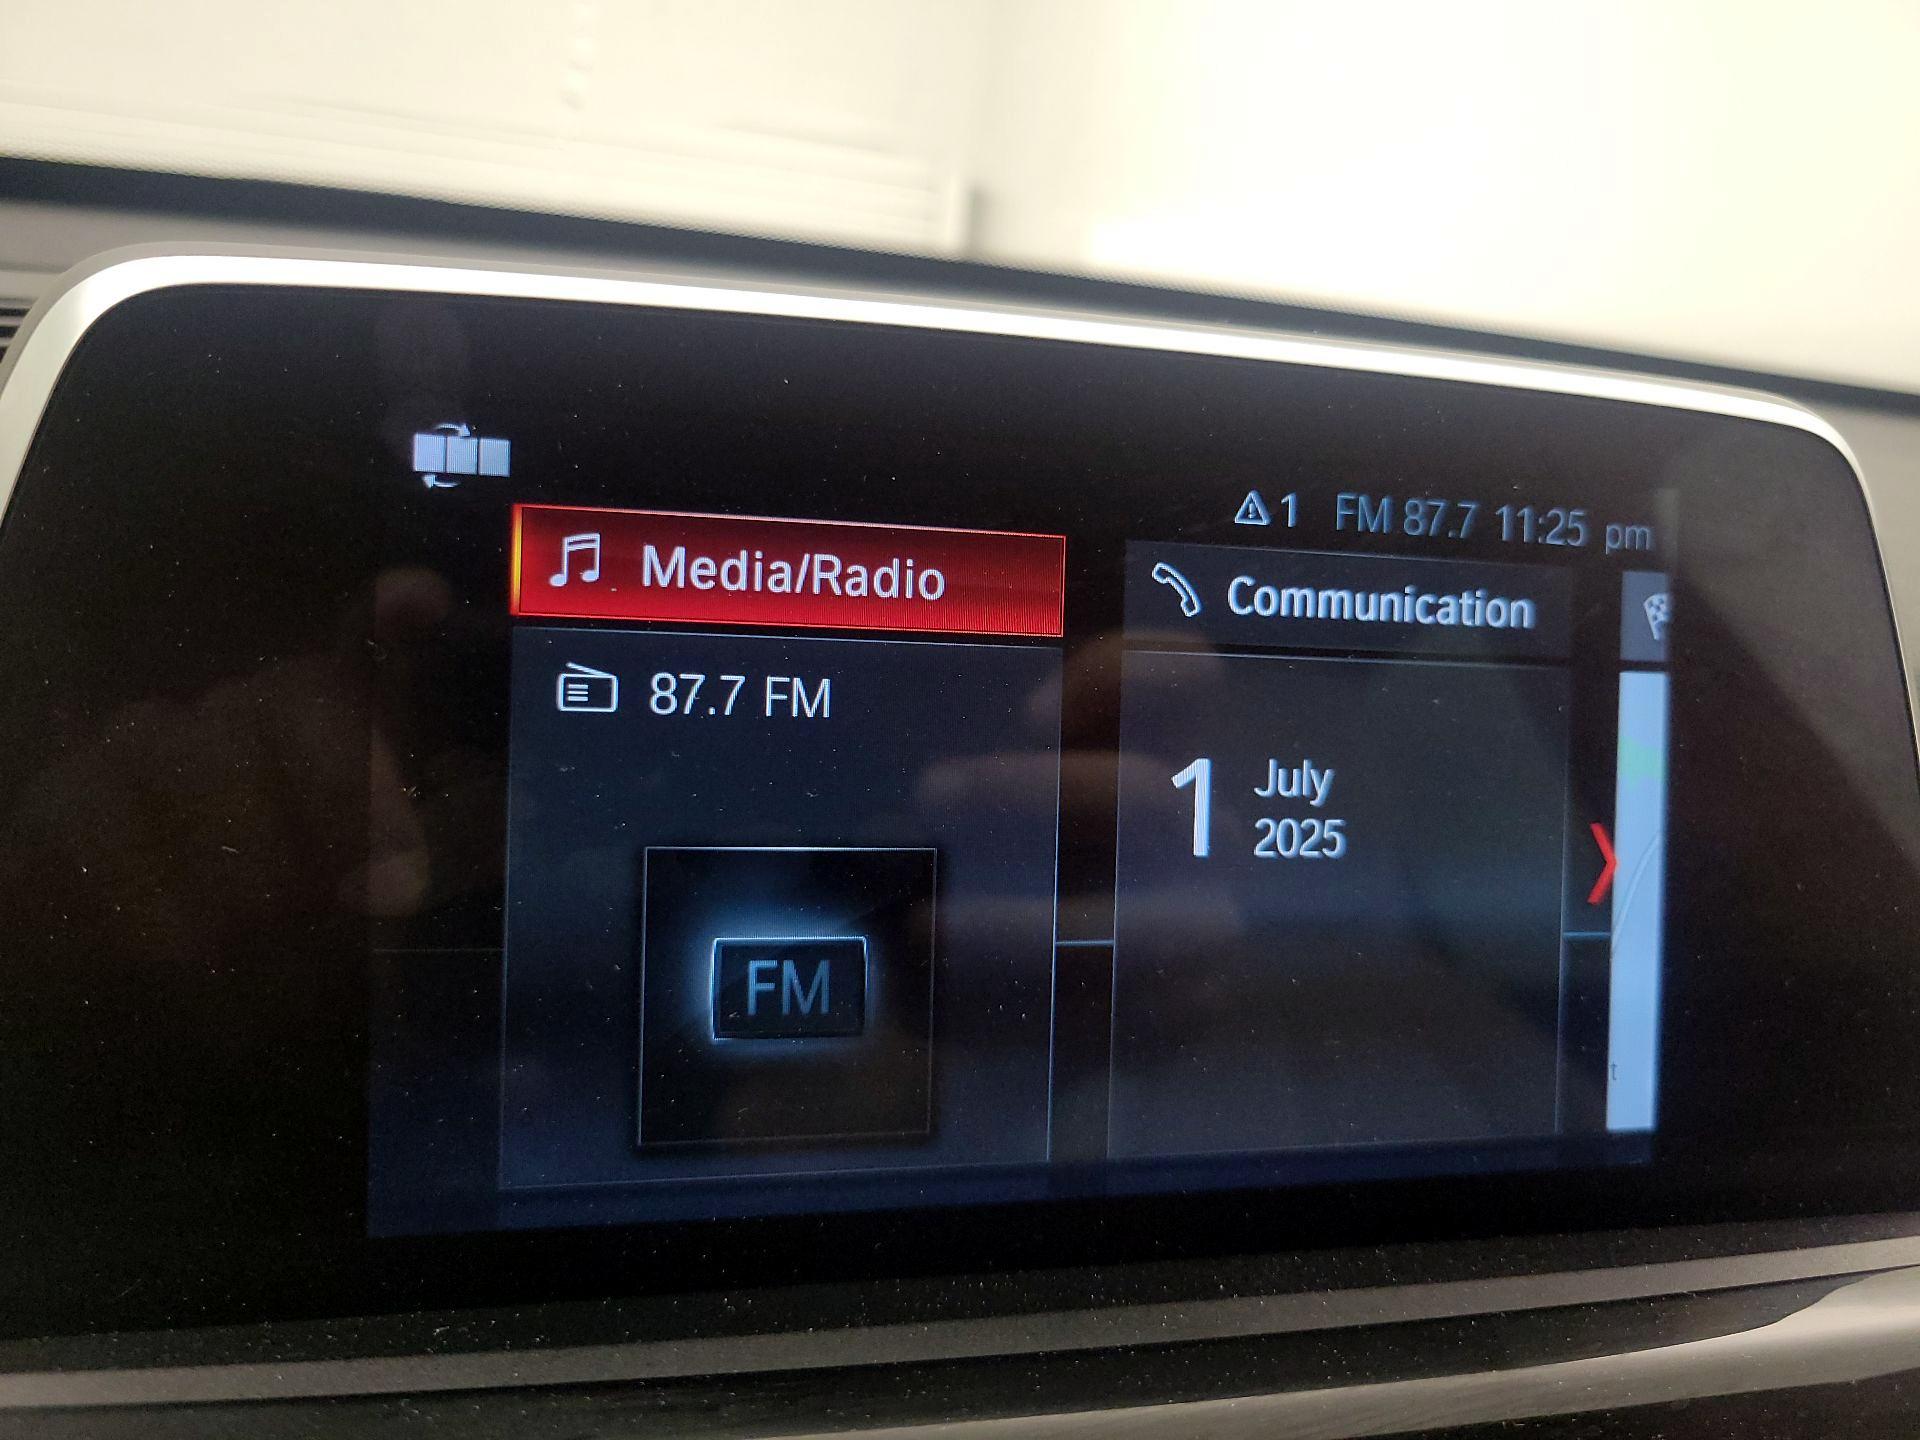 1 FM 87.7 11:25 pm
Media/Radio
Communication
87.7 FM
1
July
2025
FM
t